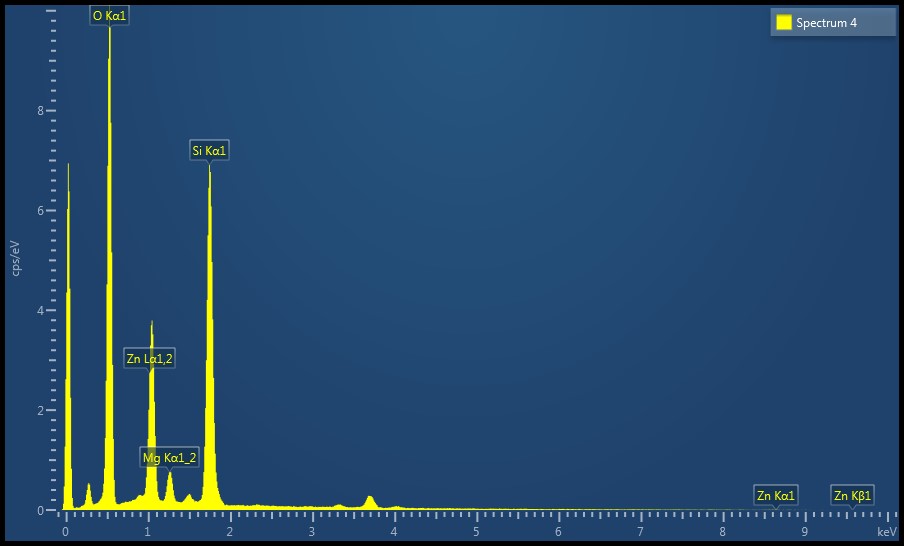 O Kα1
Spectrum 4
8
Si Kα1
6
cps/eV
4
Zn Lα1,2
2
Mg Kα1_2
Zn Kα1
Zn Kβ1
0
0 1 2 3 4 5 6 7 8 9 keV